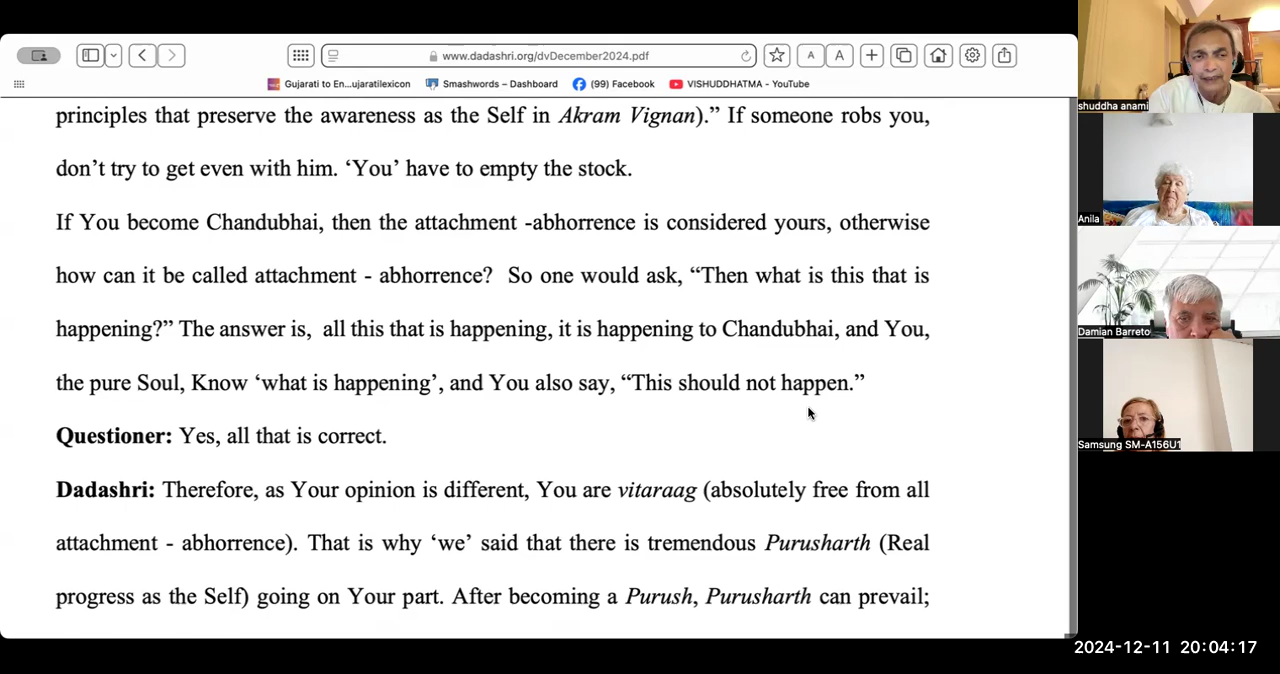 www.dadashri.org/dvDecember2024.pdf
A A
Gujarati to En...ujaratilexicon Smashwords – Dashboard (99) Facebook VISHUDDHATMA - YouTube
principles that preserve the awareness as the Self in Akram Vignan).” If someone robs you,
don’t try to get even with him. ‘You’ have to empty the stock.
If You become Chandubhai, then the attachment -abhorrence is considered yours, otherwise
how can it be called attachment - abhorrence? So one would ask, “Then what is this that is
happening?” The answer is, all this that is happening, it is happening to Chandubhai, and You,
the pure Soul, Know ‘what is happening’, and You also say, “This should not happen.”
Questioner: Yes, all that is correct.
Dadashri: Therefore, as Your opinion is different, You are vitaraag (absolutely free from all
attachment - abhorrence). That is why ‘we’ said that there is tremendous Purusharth (Real
progress as the Self) going on Your part. After becoming a Purush, Purusharth can prevail;
shuddha anami
Anila
Damian Barreto
Samsung SM-A156U1
2024-12-11 20:04:17